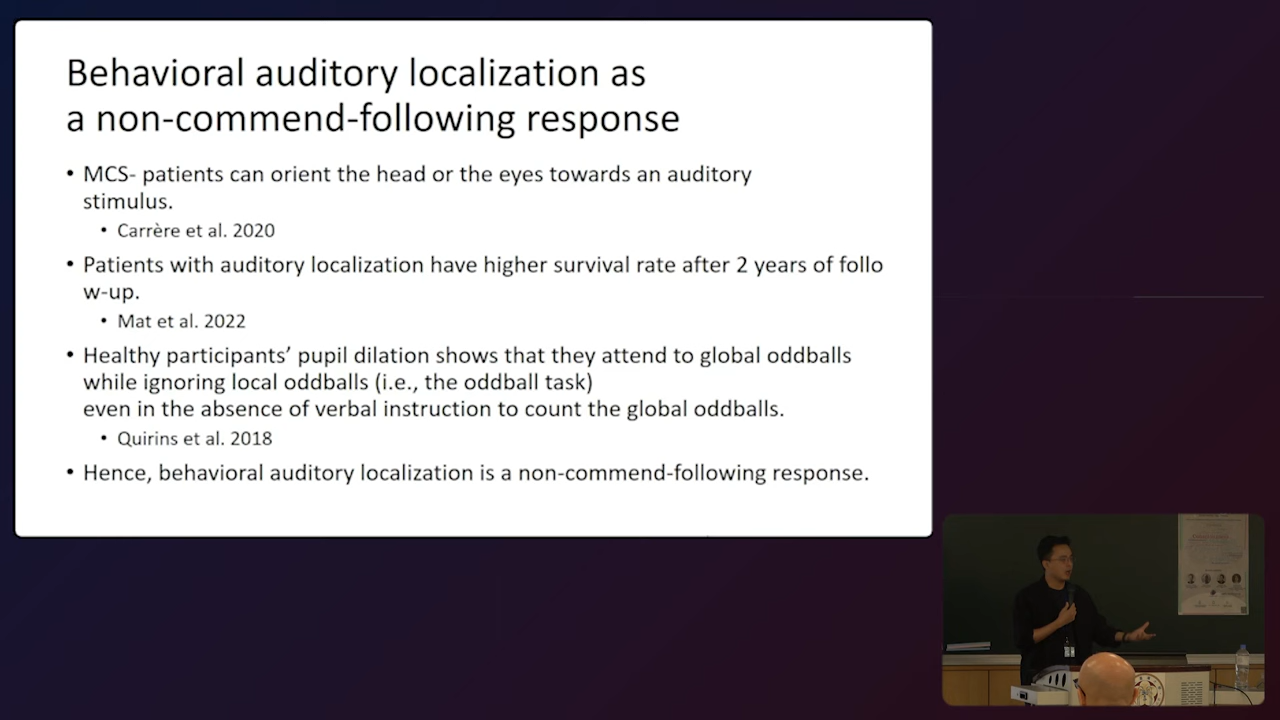 Behavioral auditory localization as
a non-commend-following response
• MCS- patients can orient the head or the eyes towards an auditory
stimulus.
• Carrère et al. 2020
• Patients with auditory localization have higher survival rate after 2 years of follo
w-up.
• Mat et al. 2022
• Healthy participants’ pupil dilation shows that they attend to global oddballs
while ignoring local oddballs (i.e., the oddball task)
even in the absence of verbal instruction to count the global oddballs.
• Quirins et al. 2018
• Hence, behavioral auditory localization is a non-commend-following response.